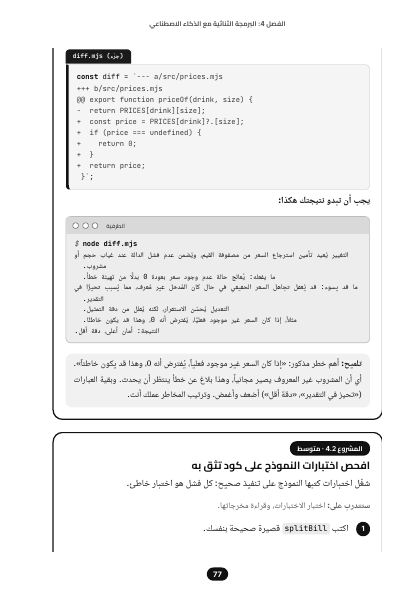 الفصل 4: البرمجة الثنائية مع الذكاء الاصطناعي
diff.mjs (جزء)
const diff = `--- a/src/prices.mjs
+++ b/src/prices.mjs
@@ export function priceOf(drink, size) {
-  return PRICES[drink][size];
+  const price = PRICES[drink]?.[size];
+  if (price === undefined) {
+    return 0;
+  }
+  return price;
 }`;
يجب أن تبدو نتيجتك هكذا:
الطرفية
$ node diff.mjs
التغيير يُعيد تأمين استرجاع السعر من مصفوفة القيم، ويُضمن عدم فشل الدالة عند غياب حجم أو
مشروب.
ما يفعله: يُعالج حالة عدم وجود سعر بعودة 0 بدلًا من تهيئة خطأ.
ما قد يسوء: قد يُغفل تجاهل السعر الحقيقي في حال كان المُدخل غير مُعرف، مما يُسبب تحيزًا في
التقدير.
التعديل يُحسّن الاستقرار، لكنه يُقلل من دقة التمثيل.
مثلاً، إذا كان السعر غير موجود فعليًا، يُفترض أنه 0، وهذا قد يكون خاطئًا.
النتيجة: أمان أعلى، دقة أقل.
تلميح: أهم خطر مذكور: «إذا كان السعر غير موجود فعلياً، يُفترض أنه 0، وهذا قد يكون خاطئاً».
أي أن المشروب غير المعروف يصير مجانياً، وهذا بلاغ عن خطأ ينتظر أن يحدث. وبقية العبارات
(«تحيز في التقدير»، «دقة أقل») أضعف وأغمض. وترتيب المخاطر عملك أنت.
المشروع 4.2 · متوسط
افحص اختبارات النموذج على كود تثق به
شغّل اختبارات كتبها النموذج على تنفيذ صحيح: كل فشل هو اختبار خاطئ.
ستتدرب على: اختبار الاختبارات، وقراءة مخرجاتها.
1 اكتب splitBill قصيرة صحيحة بنفسك.
77